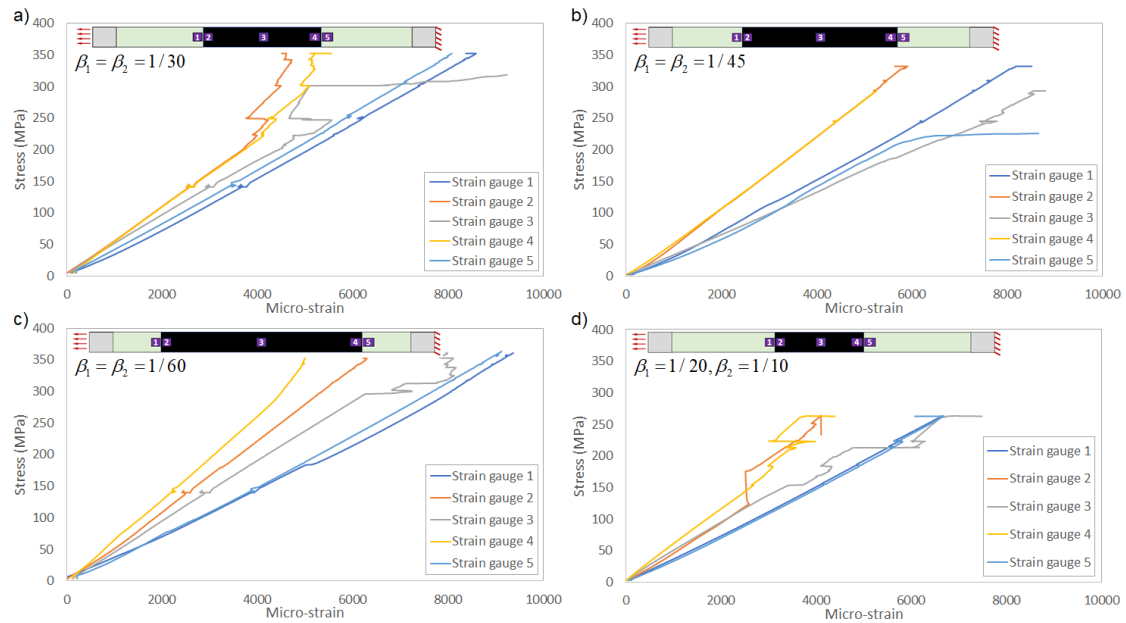 a)
400
350
300
250
200
150
100
50
0
Stress (MPa)
1 2 3 4 5
β₁ = β₂ = 1/30
Strain gauge 1
Strain gauge 2
Strain gauge 3
Strain gauge 4
Strain gauge 5
0 2000 4000 6000 8000 10000
Micro-strain
b)
400
350
300
250
200
150
100
50
0
Stress (MPa)
1 2 3 4 5
β₁ = β₂ = 1/45
Strain gauge 1
Strain gauge 2
Strain gauge 3
Strain gauge 4
Strain gauge 5
0 2000 4000 6000 8000 10000
Micro-strain
c)
400
350
300
250
200
150
100
50
0
Stress (MPa)
1 2 3 4 5
β₁ = β₂ = 1/60
Strain gauge 1
Strain gauge 2
Strain gauge 3
Strain gauge 4
Strain gauge 5
0 2000 4000 6000 8000 10000
Micro-strain
d)
400
350
300
250
200
150
100
50
0
Stress (MPa)
1 2 3 4 5
β₁ = 1/20, β₂ = 1/10
Strain gauge 1
Strain gauge 2
Strain gauge 3
Strain gauge 4
Strain gauge 5
0 2000 4000 6000 8000 10000
Micro-strain